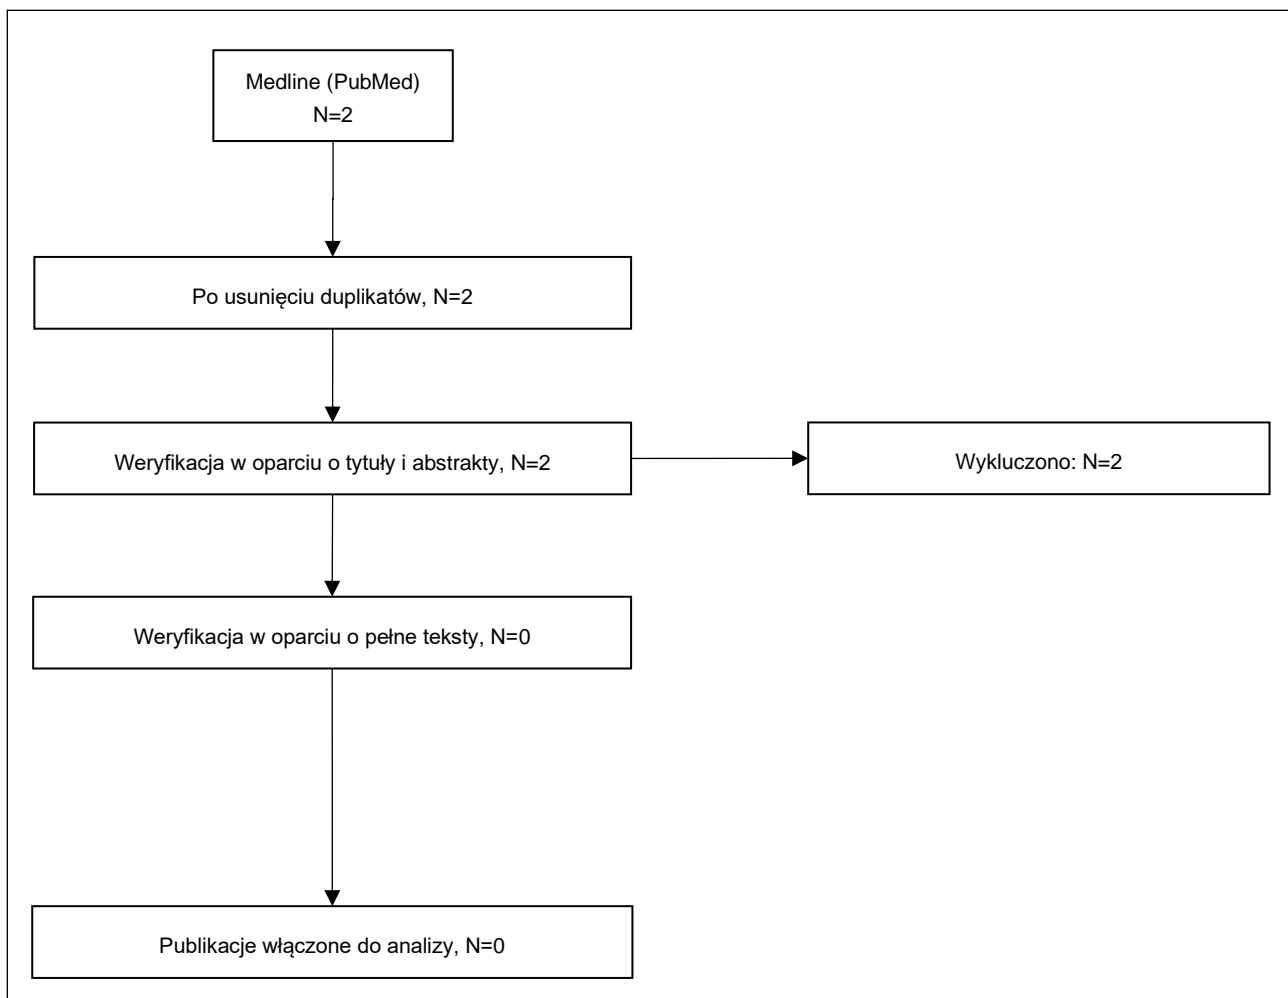 Medline (PubMed)
N=2
Po usunięciu duplikatów, N=2
Weryfikacja w oparciu o tytuły i abstrakty, N=2
Wykluczono: N=2
Weryfikacja w oparciu o pełne teksty, N=0
Publikacje włączone do analizy, N=0